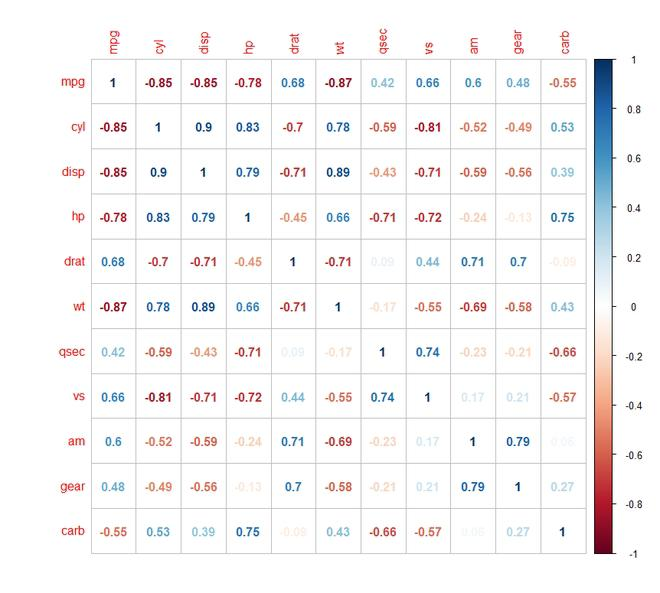 mpg cyl disp hp drat wt qsec vs am gear carb
mpg 1 -0.85 -0.85 -0.78 0.68 -0.87 0.42 0.66 0.6 0.48 -0.55
cyl -0.85 1 0.9 0.83 -0.7 0.78 -0.59 -0.81 -0.52 -0.49 0.53
disp -0.85 0.9 1 0.79 -0.71 0.89 -0.43 -0.71 -0.59 -0.56 0.39
hp -0.78 0.83 0.79 1 -0.45 0.66 -0.71 -0.72 -0.24 -0.13 0.75
drat 0.68 -0.7 -0.71 -0.45 1 -0.71 0.09 0.44 0.71 0.7 -0.09
wt -0.87 0.78 0.89 0.66 -0.71 1 -0.17 -0.55 -0.69 -0.58 0.43
qsec 0.42 -0.59 -0.43 -0.71 0.09 -0.17 1 0.74 -0.23 -0.21 -0.66
vs 0.66 -0.81 -0.71 -0.72 0.44 -0.55 0.74 1 0.17 0.21 -0.57
am 0.6 -0.52 -0.59 -0.24 0.71 -0.69 -0.23 0.17 1 0.79 0.06
gear 0.48 -0.49 -0.56 -0.13 0.7 -0.58 -0.21 0.21 0.79 1 0.27
carb -0.55 0.53 0.39 0.75 -0.09 0.43 -0.66 -0.57 0.06 0.27 1
1
0.8
0.6
0.4
0.2
0
-0.2
-0.4
-0.6
-0.8
-1